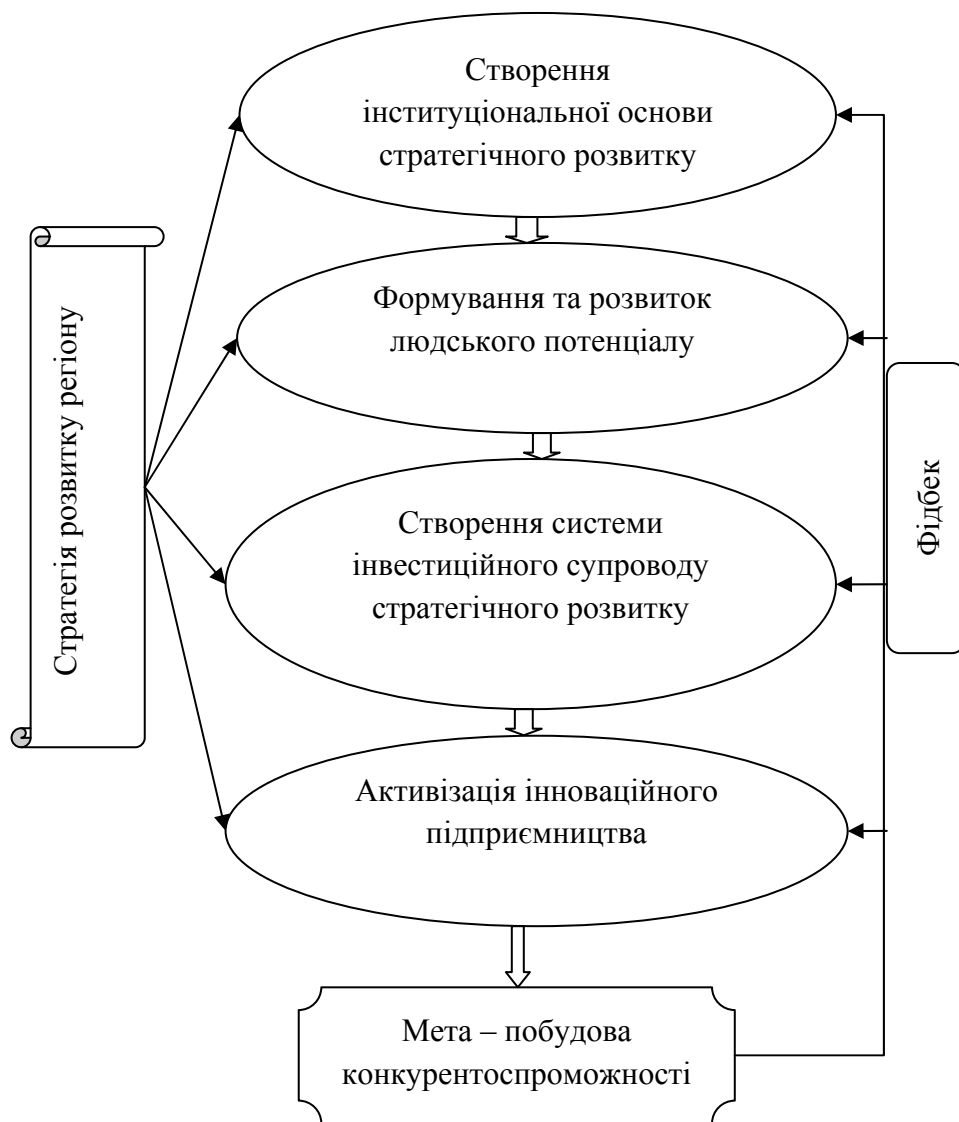 Створення
інституціональної основи
стратегічного розвитку
Формування та розвиток
людського потенціалу
Стратегія розвитку регіону
Створення системи
інвестиційного супроводу
стратегічного розвитку
Фідбек
Активізація інноваційного
підприємництва
Мета – побудова
конкурентоспроможності